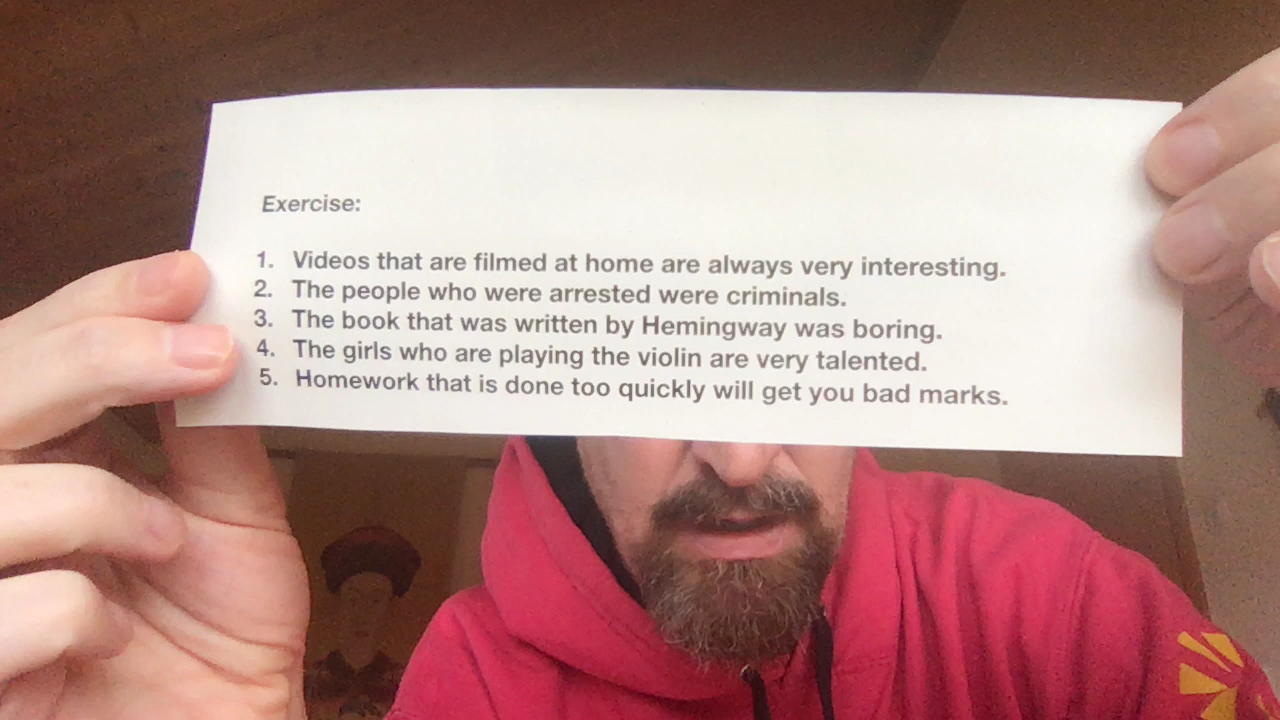 Exercise:
1. Videos that are filmed at home are always very interesting.
2. The people who were arrested were criminals.
3. The book that was written by Hemingway was boring.
4. The girls who are playing the violin are very talented.
5. Homework that is done too quickly will get you bad marks.